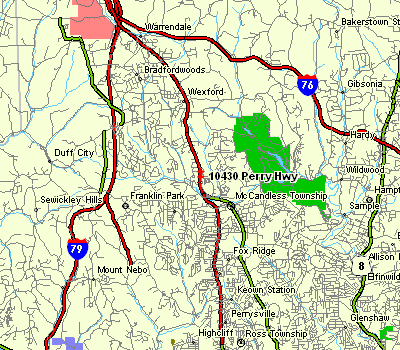 Warrendale
Bakerstown St
Bradfordwoods
76
Gibsonia
Wexford
Hardy
Duff City
10430 Perry Hwy
Wildwood
Sewickley Hills
Franklin Park
McCandless Township
Hampt
Sample
79
Fox Ridge
Allison
8
Mount Nebo
Elfinwild
Keown Station
Perrysville
Glenshaw
Highcliff
Ross Township